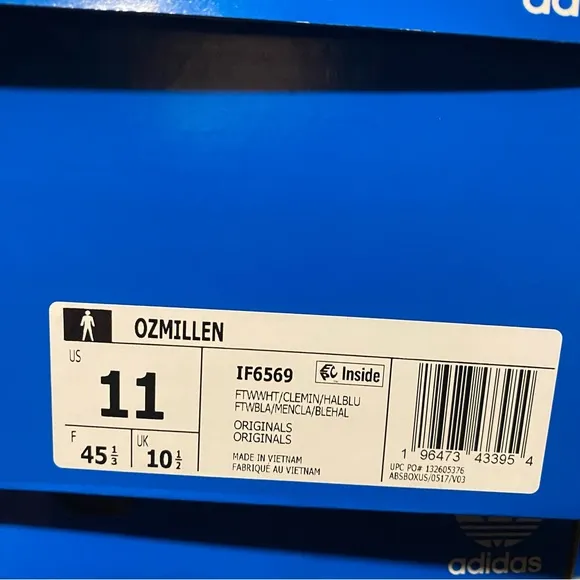 OZMILLEN
US
11
F
45 1/3
UK
10 1/2
IF6569
Inside
FTWWHT/CLEMIN/HALBLU
FTWBLA/MENCLA/BLEHAL
ORIGINALS
ORIGINALS
MADE IN VIETNAM
FABRIQUÉ AU VIETNAM
1 96473 43395 4
UPC PO# 132605376
ABSBOXUS/0517/V03
adidas